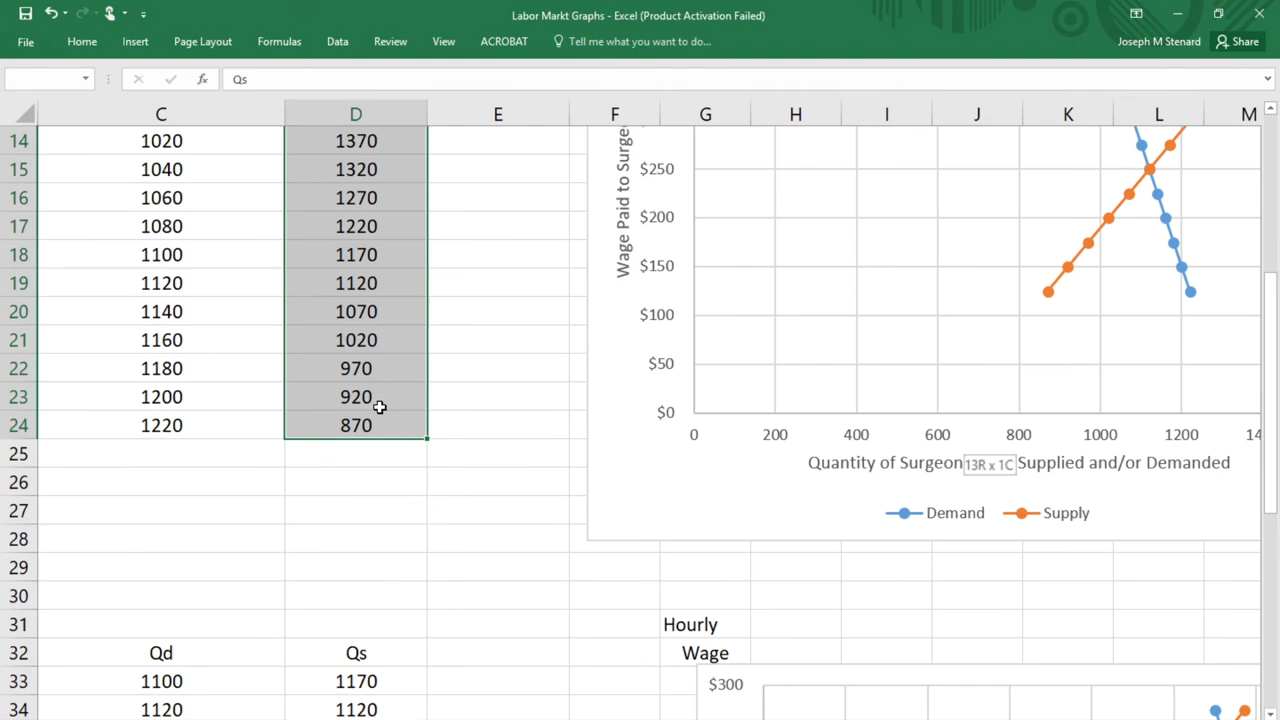 Labor Markt Graphs - Excel (Product Activation Failed)
File Home Insert Page Layout Formulas Data Review View ACROBAT Tell me what you want to do... Joseph M Stenard Share
fx Qs
C D E F G H I J K L M
14 1020 1370
15 1040 1320
16 1060 1270
17 1080 1220
18 1100 1170
19 1120 1120
20 1140 1070
21 1160 1020
22 1180 970
23 1200 920
24 1220 870
25
26
27
28
29
30
31 Hourly
32 Qd Qs Wage
33 1100 1170
34 1120 1120
Wage Paid to Surge
$250
$200
$150
$100
$50
$0
0 200 400 600 800 1000 1200 14
Quantity of Surgeon 13R x 1C Supplied and/or Demanded
Demand Supply
$300